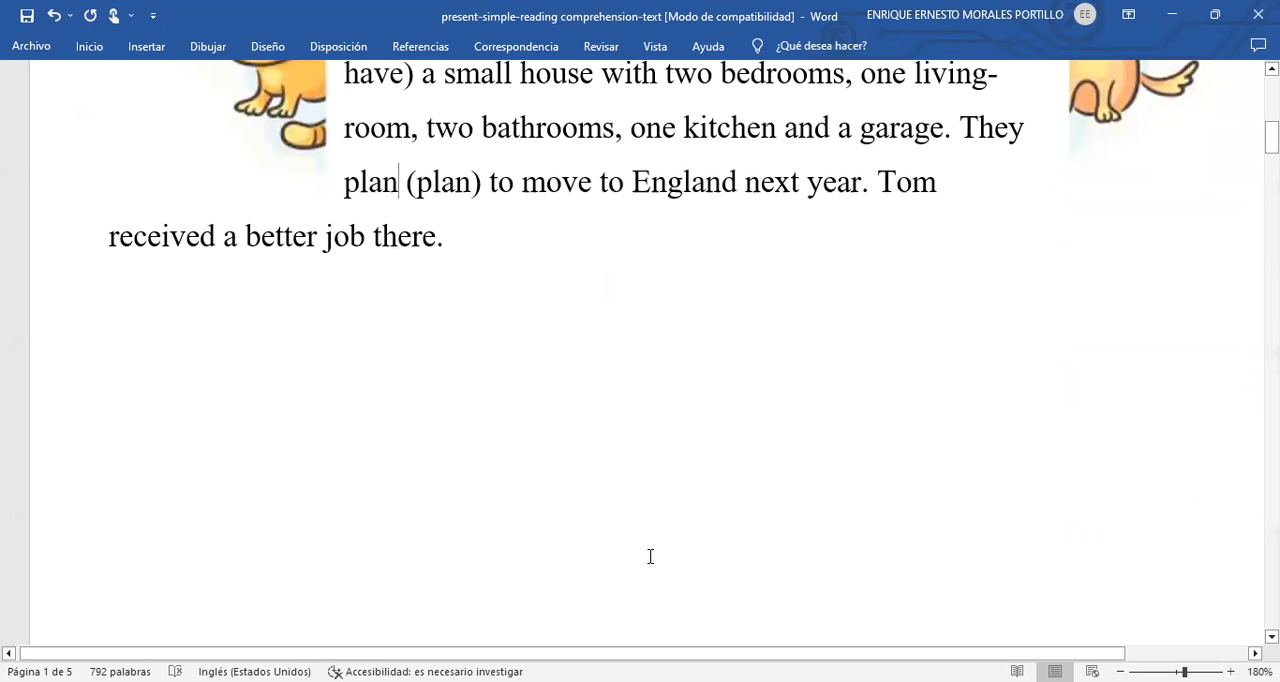 present-simple-reading comprehension-text [Modo de compatibilidad] - Word
ENRIQUE ERNESTO MORALES PORTILLO
EE
Archivo Inicio Insertar Dibujar Diseño Disposición Referencias Correspondencia Revisar Vista Ayuda ¿Qué desea hacer?
have) a small house with two bedrooms, one living-
room, two bathrooms, one kitchen and a garage. They
plan (plan) to move to England next year. Tom
received a better job there.
Página 1 de 5 792 palabras Inglés (Estados Unidos) Accesibilidad: es necesario investigar 180%